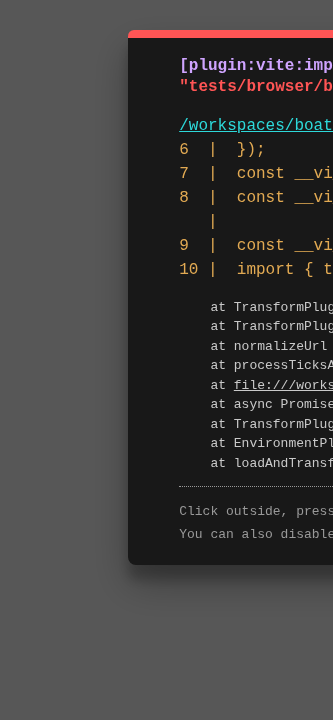 [plugin:vite:imp
"tests/browser/b
/workspaces/boat
6  |  });
7  |  const __vi
8  |  const __vi
   |
9  |  const __vi
10 |  import { t
at TransformPlug
at TransformPlug
at normalizeUrl
at processTicksA
at file:///works
at async Promise
at TransformPlug
at EnvironmentPl
at loadAndTransf
Click outside, press
You can also disable